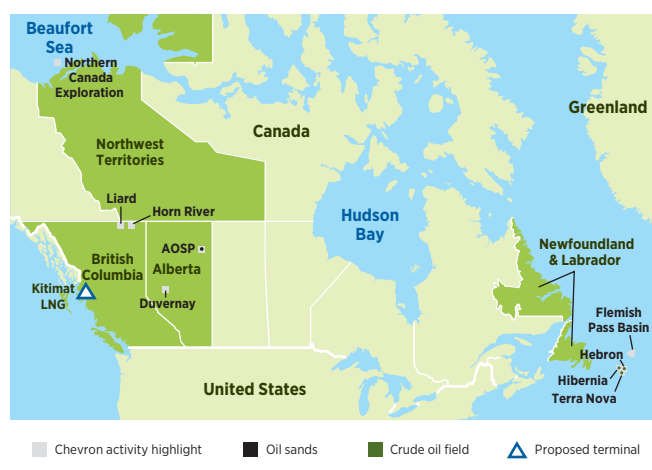 Beaufort
Sea
Northern
Canada
Exploration
Greenland
Canada
Northwest
Territories
Liard
Horn River
Hudson
Bay
AOSP
Newfoundland
& Labrador
British
Columbia
Alberta
Kitimat
LNG
Duvernay
Flemish
Pass Basin
Hebron
Hibernia
Terra Nova
United States
Chevron activity highlight
Oil sands
Crude oil field
Proposed terminal